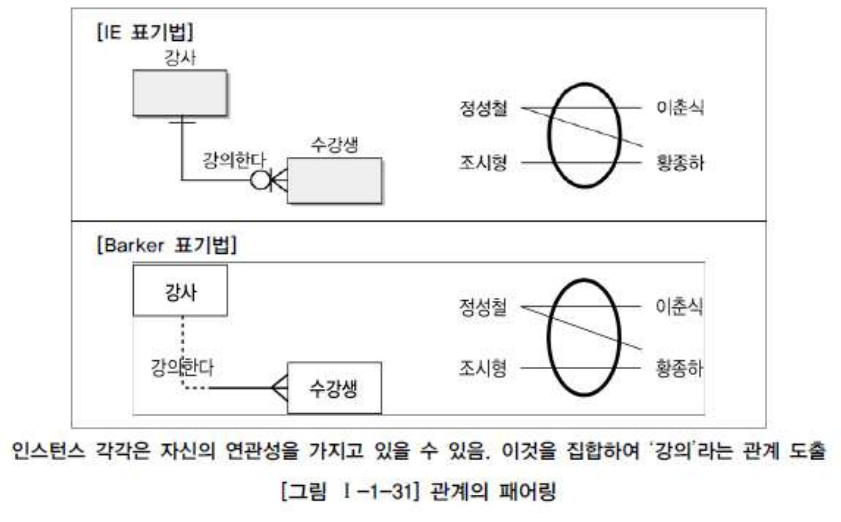 [IE 표기법]
강사
강의한다
수강생
정성철
이춘식
조시형
황종하
[Barker 표기법]
강사
강의한다
수강생
정성철
이춘식
조시형
황종하
인스턴스 각각은 자신의 연관성을 가지고 있을 수 있음. 이것을 집합하여 '강의'라는 관계 도출
[그림 Ⅰ-1-31] 관계의 패어링